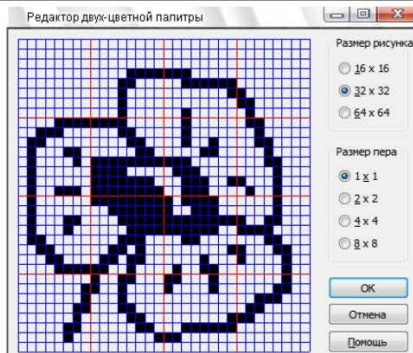 Редактор двух-цветной палитры
Размер рисунка
16 x 16
32 x 32
64 x 64
Размер пера
1 x 1
2 x 2
4 x 4
8 x 8
OK
Отмена
Помощь